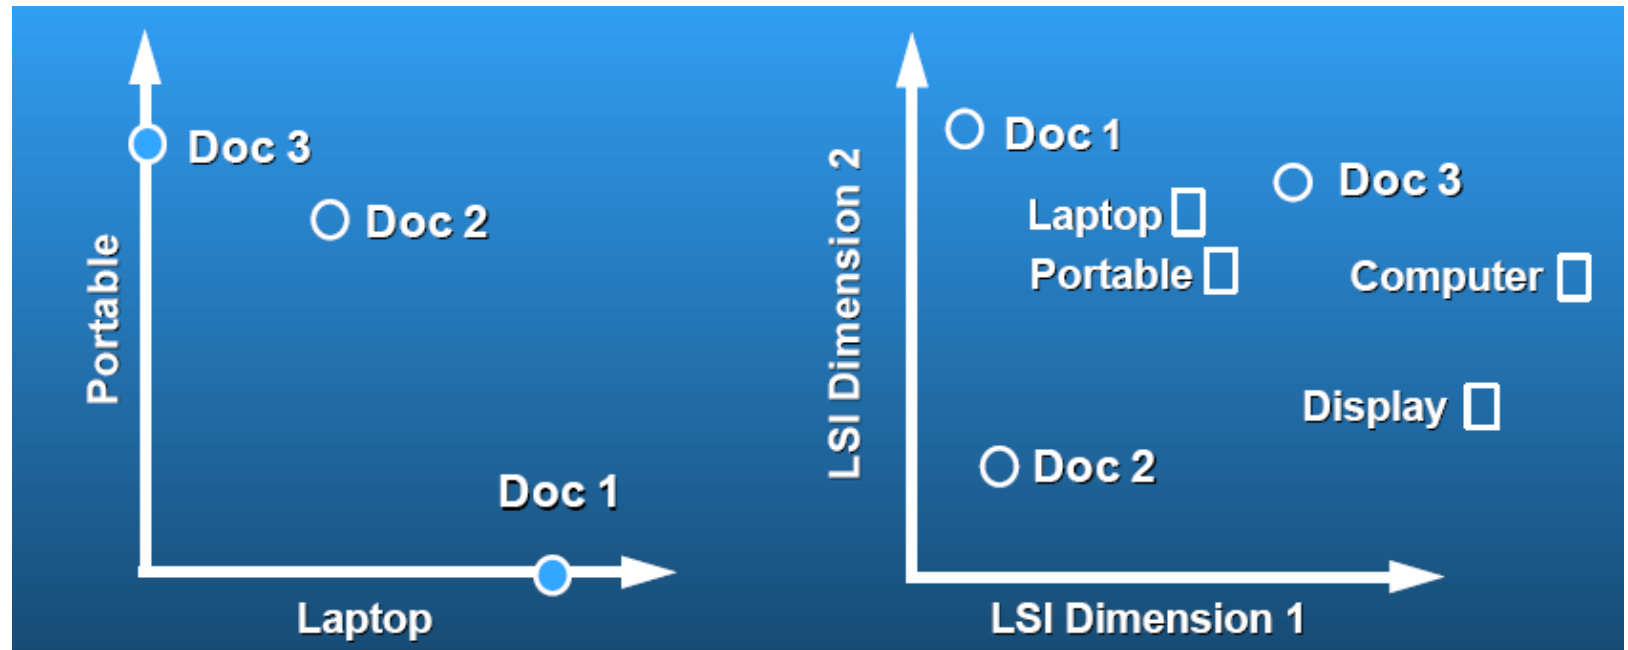 Portable
Doc 3
Doc 2
Doc 1
Laptop
LSI Dimension 2
Doc 1
Doc 3
Laptop
Portable
Computer
Display
Doc 2
LSI Dimension 1